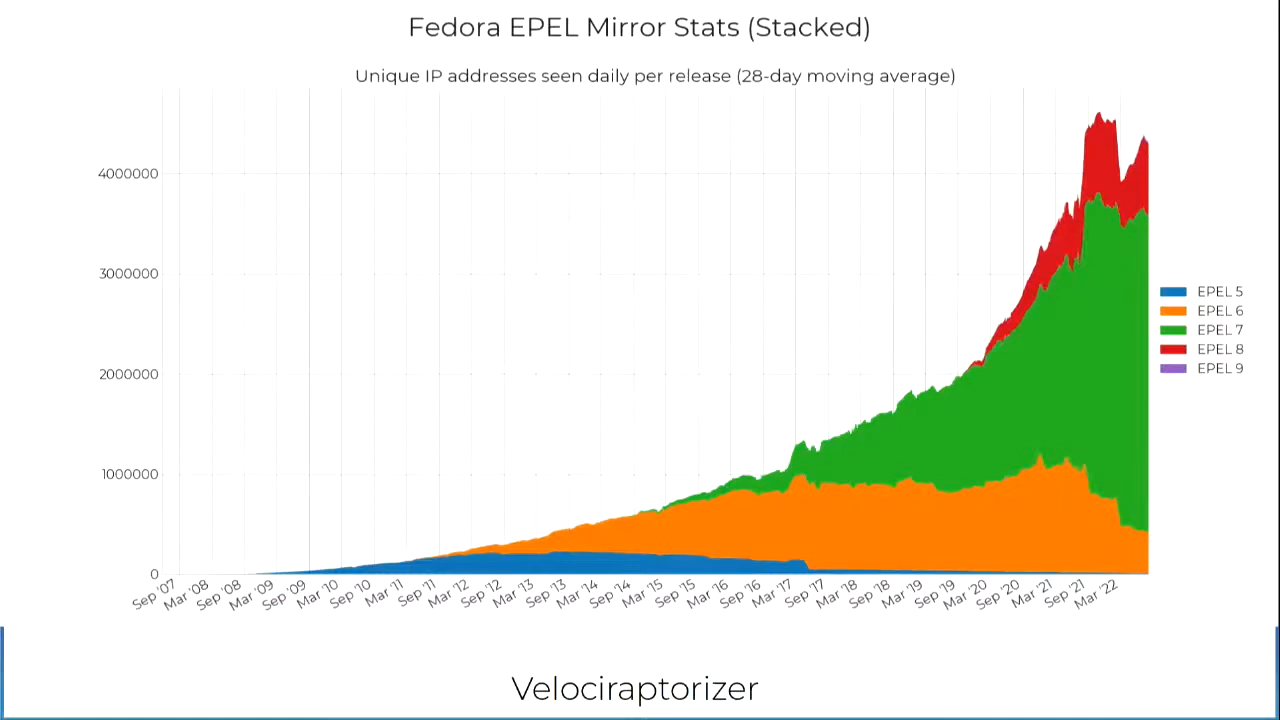 Fedora EPEL Mirror Stats (Stacked)
Unique IP addresses seen daily per release (28-day moving average)
4000000
3000000
2000000
1000000
0
EPEL 5
EPEL 6
EPEL 7
EPEL 8
EPEL 9
Sep '07
Mar '08
Sep '08
Mar '09
Sep '09
Mar '10
Sep '10
Mar '11
Sep '11
Mar '12
Sep '12
Mar '13
Sep '13
Mar '14
Sep '14
Mar '15
Sep '15
Mar '16
Sep '16
Mar '17
Sep '17
Mar '18
Sep '18
Mar '19
Sep '19
Mar '20
Sep '20
Mar '21
Sep '21
Mar '22
Velociraptorizer